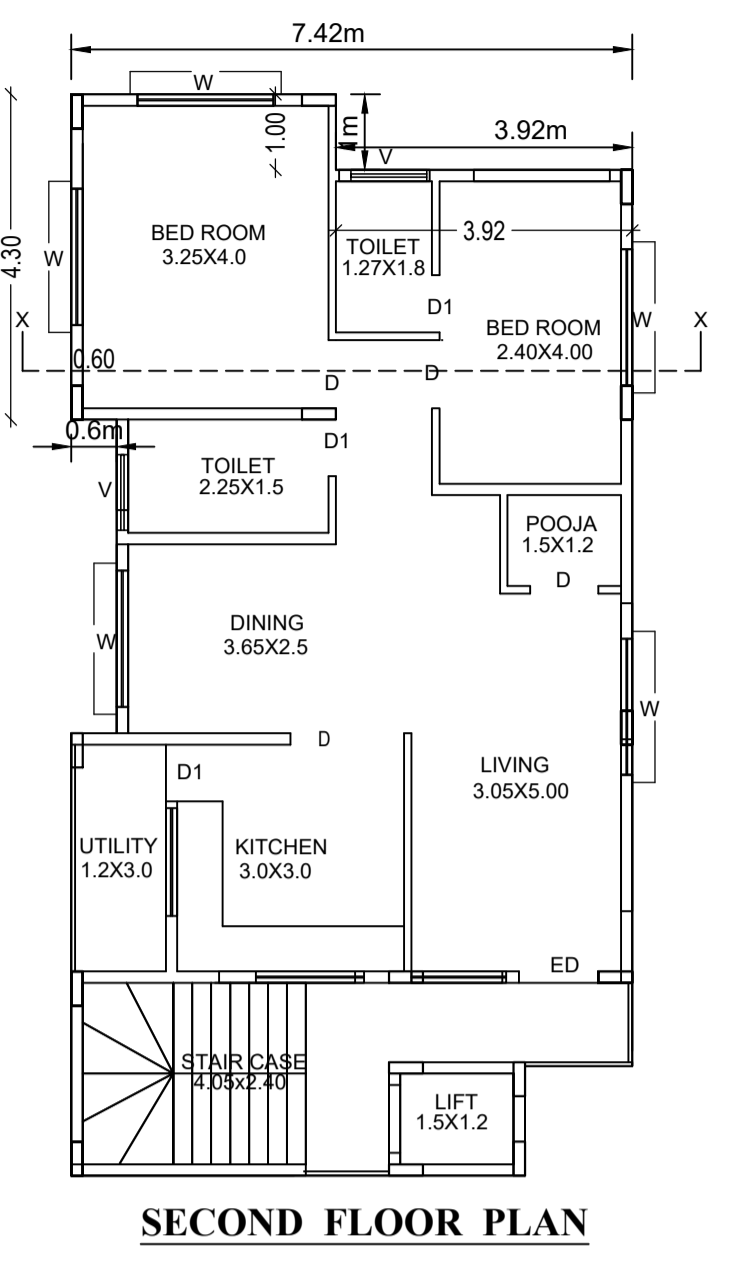 7.42m
W
1.00
1m
3.92m
V
4.30
BED ROOM
3.25X4.0
3.92
TOILET
1.27X1.8
W
W
D1
X
X
BED ROOM
2.40X4.00
0.60
D
D
0.6m
D1
TOILET
2.25X1.5
V
POOJA
1.5X1.2
D
DINING
3.65X2.5
W
W
D
D1
LIVING
3.05X5.00
UTILITY
1.2X3.0
KITCHEN
3.0X3.0
ED
STAIR CASE
4.05x2.40
LIFT
1.5X1.2
SECOND FLOOR PLAN